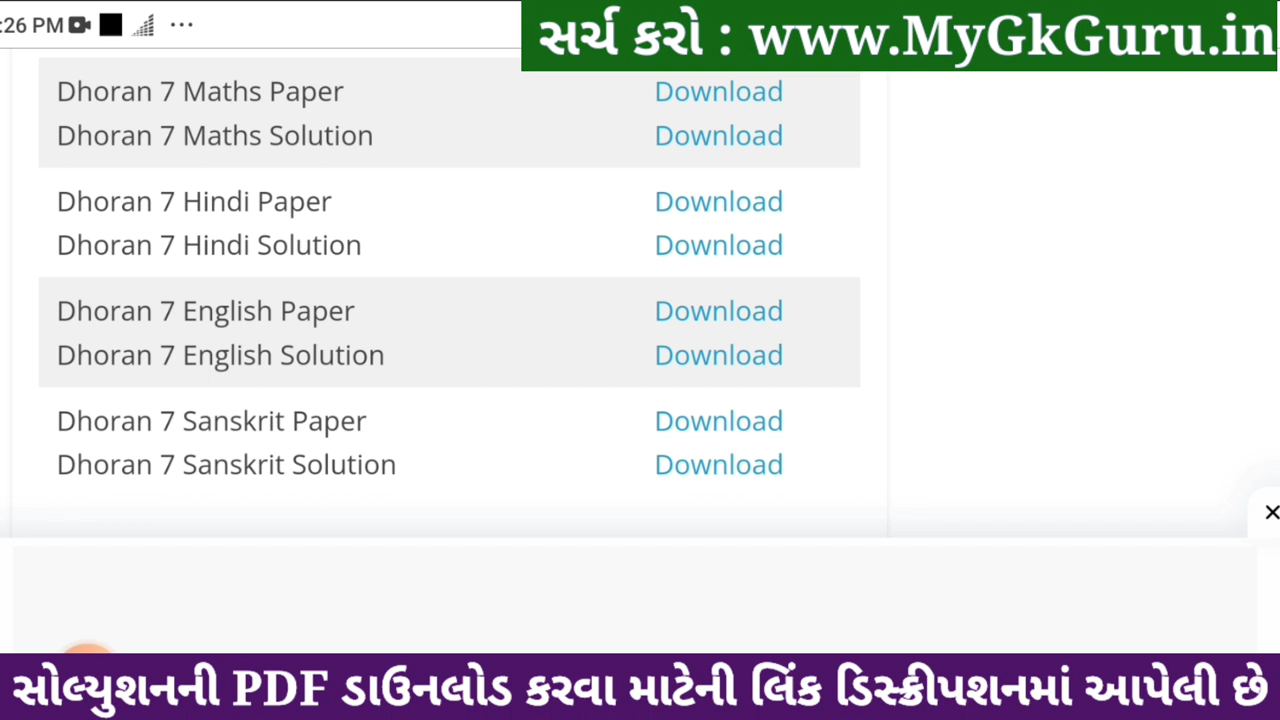 :26 PM
સર્ચ કરો : www.MyGkGuru.in
Dhoran 7 Maths Paper Download
Dhoran 7 Maths Solution Download
Dhoran 7 Hindi Paper Download
Dhoran 7 Hindi Solution Download
Dhoran 7 English Paper Download
Dhoran 7 English Solution Download
Dhoran 7 Sanskrit Paper Download
Dhoran 7 Sanskrit Solution Download
સોલ્યુશનની PDF ડાઉનલોડ કરવા માટેની લિંક ડિસ્ક્રીપશનમાં આપેલી છે